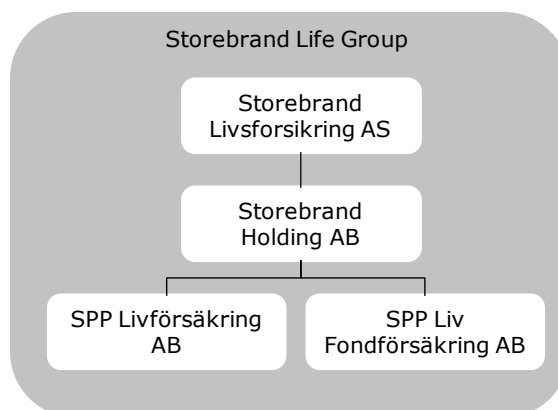 Storebrand Life Group
Storebrand
Livsforsikring AS
Storebrand
Holding AB
SPP Livförsäkring
AB
SPP Liv
Fondförsäkring AB